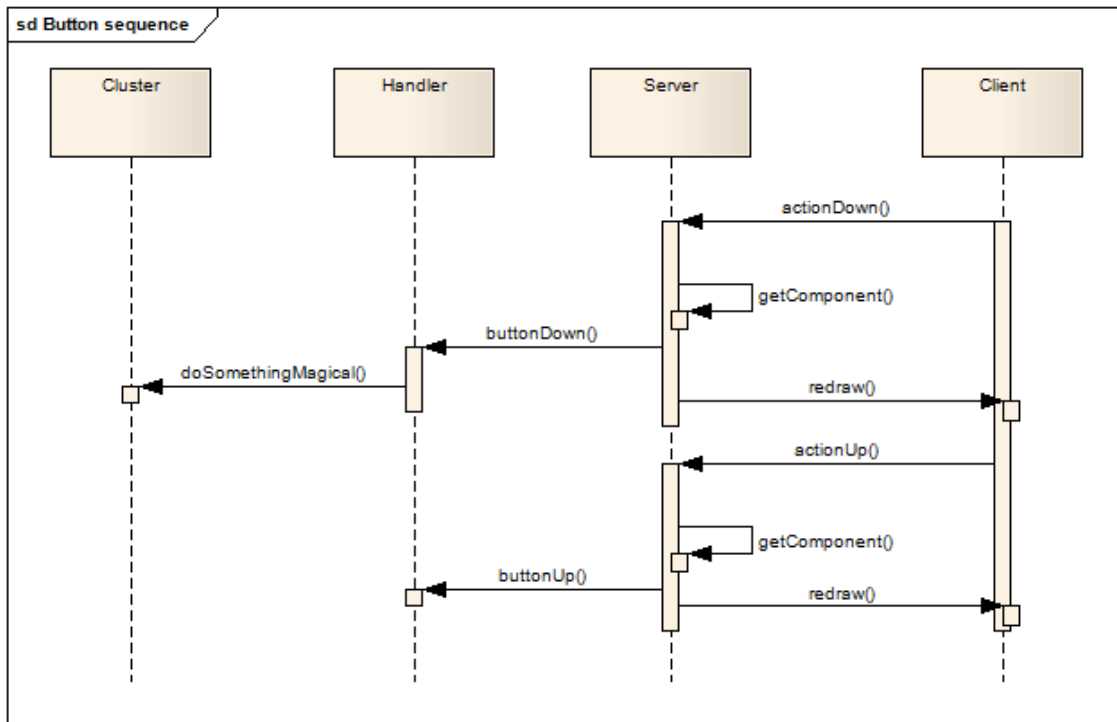 sd Button sequence
Cluster
Handler
Server
Client
actionDown()
getComponent()
buttonDown()
doSomethingMagical()
redraw()
actionUp()
getComponent()
buttonUp()
redraw()